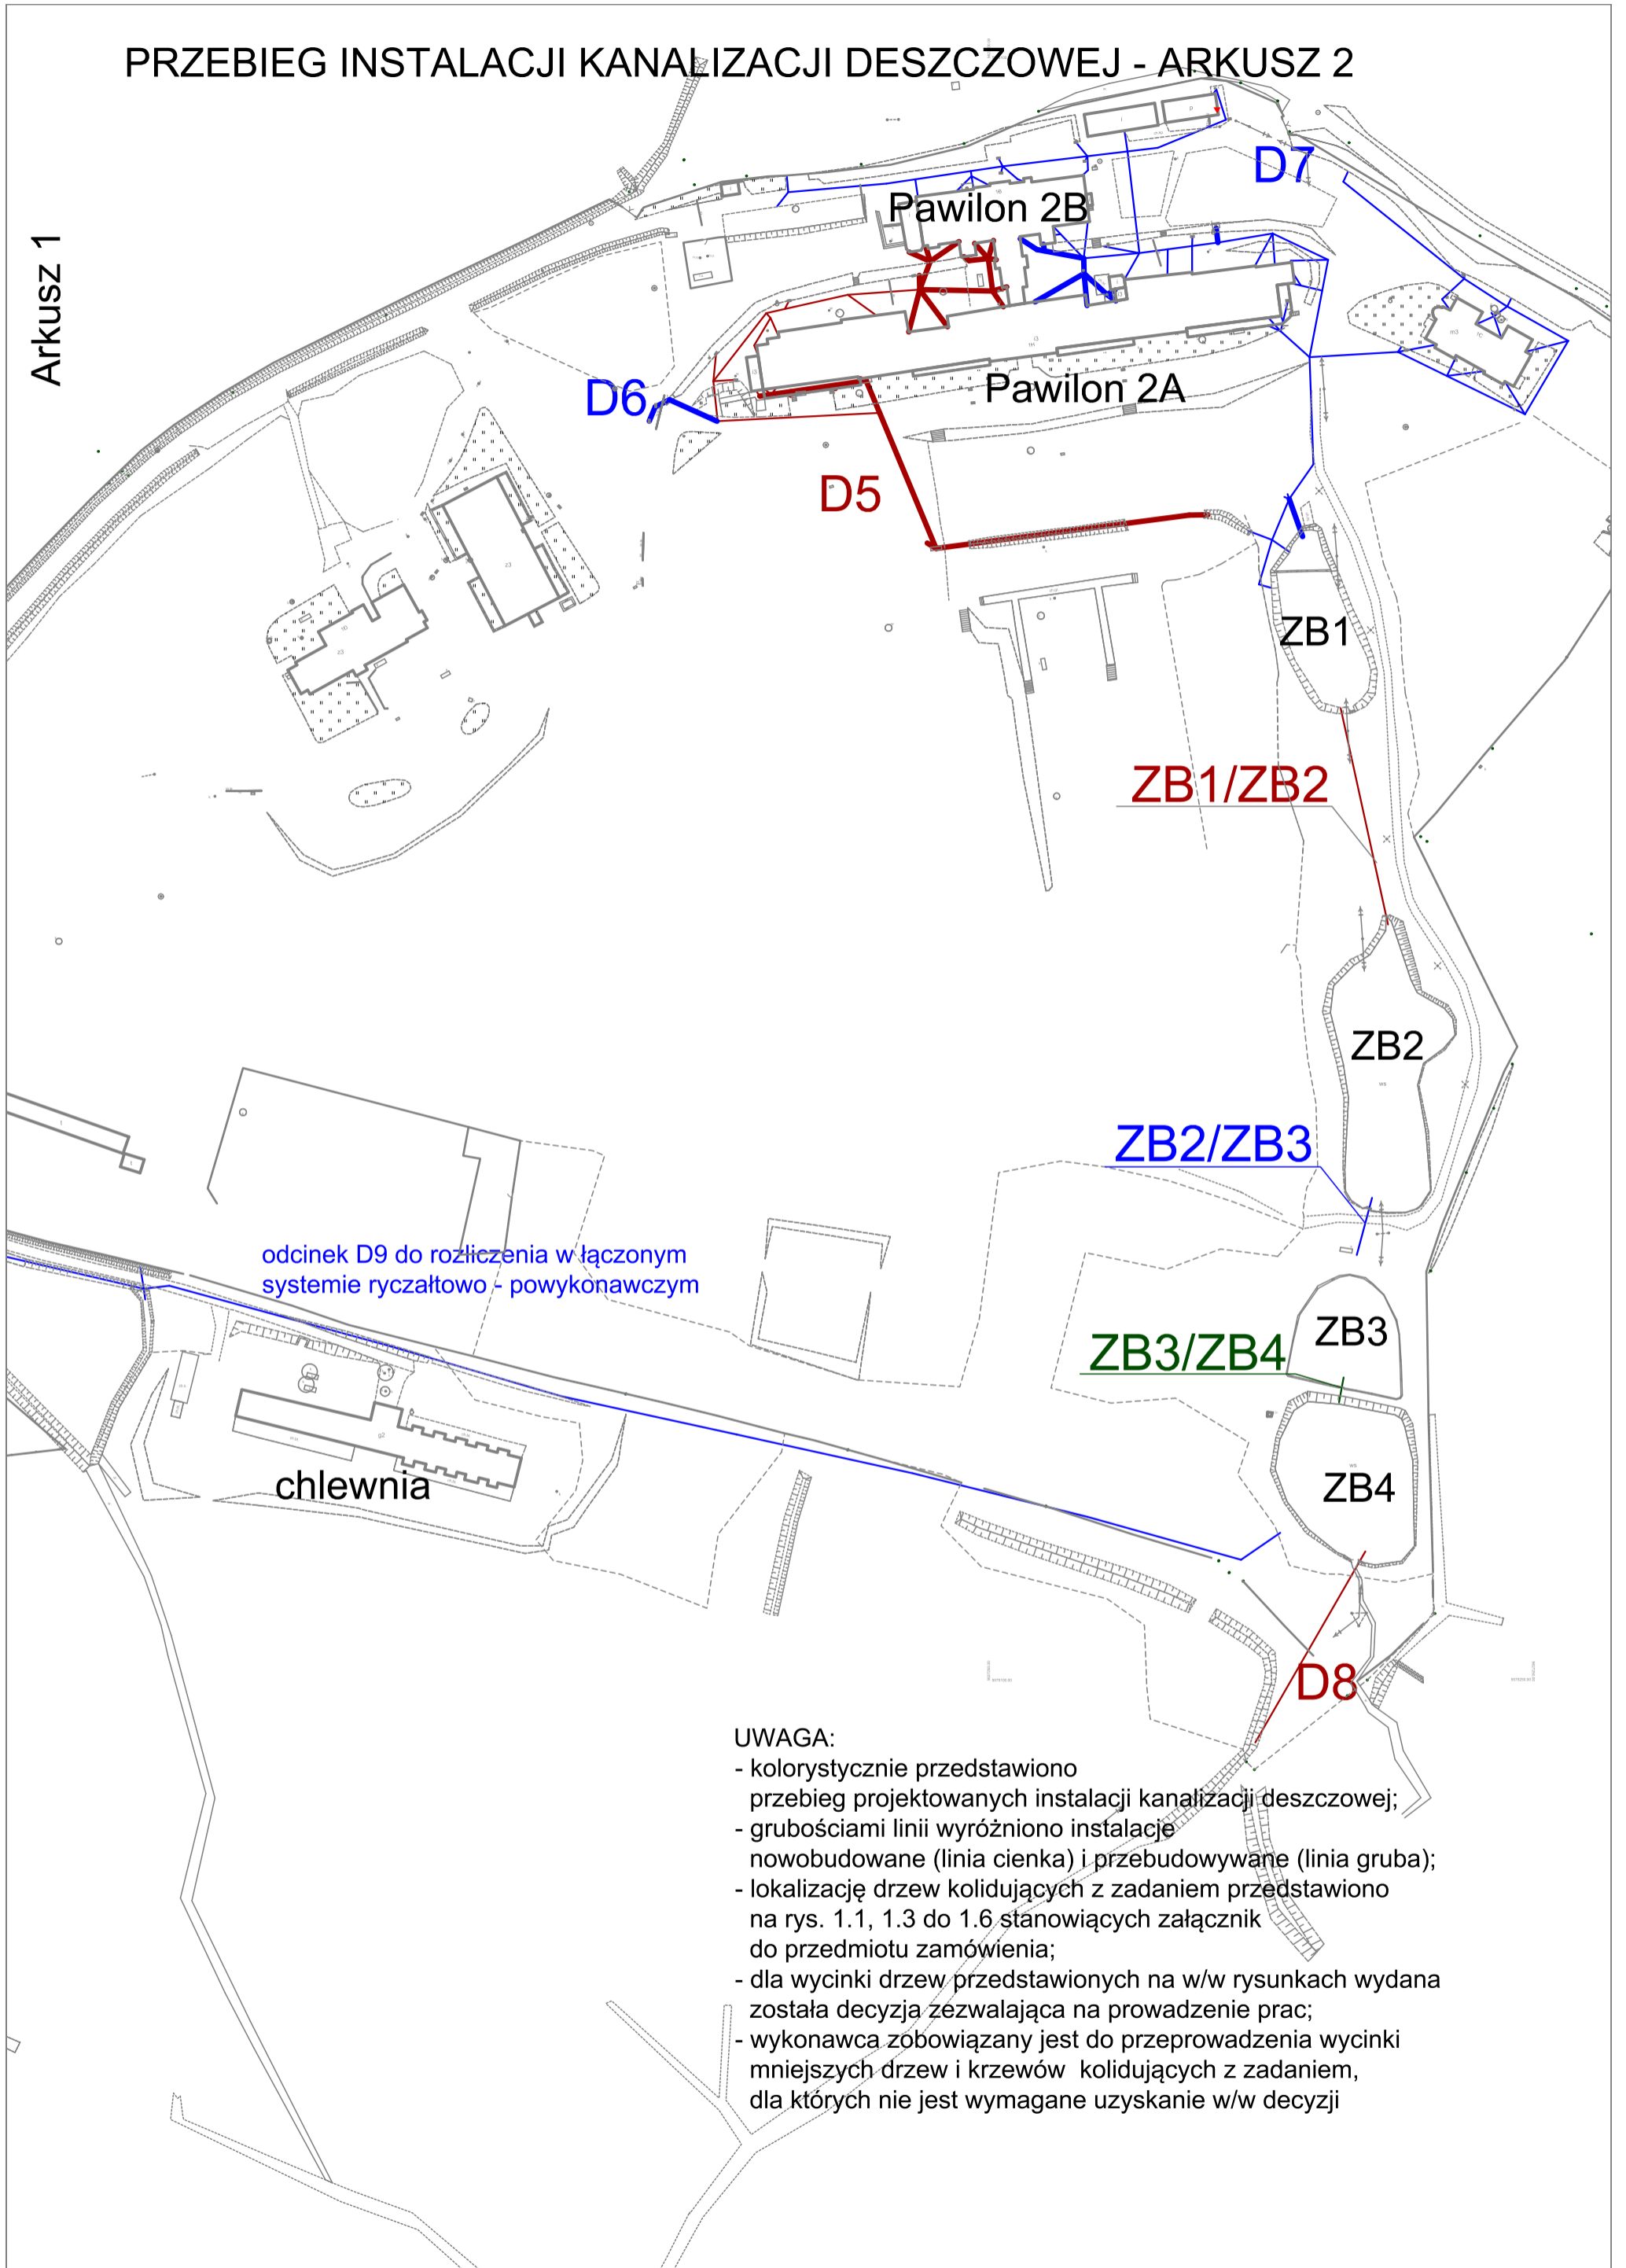 PRZEBIEG INSTALACJI KANALIZACJI DESZCZOWEJ - ARKUSZ 2
Arkusz 1
D7
Pawilon 2B
Pawilon 2A
D6
D5
ZB1
ZB1/ZB2
ZB2
ZB2/ZB3
odcinek D9 do rozliczenia w łączonym
systemie ryczałtowo - powykonawczym
ZB3
ZB3/ZB4
chlewnia
ZB4
D8
UWAGA:
- kolorystycznie przedstawiono
przebieg projektowanych instalacji kanalizacji deszczowej;
- grubościami linii wyróżniono instalacje
nowobudowane (linia cienka) i przebudowywane (linia gruba);
- lokalizację drzew kolidujących z zadaniem przedstawiono
na rys. 1.1, 1.3 do 1.6 stanowiących załącznik
do przedmiotu zamówienia;
- dla wycinki drzew przedstawionych na w/w rysunkach wydana
została decyzja zezwalająca na prowadzenie prac;
- wykonawca zobowiązany jest do przeprowadzenia wycinki
mniejszych drzew i krzewów kolidujących z zadaniem,
dla których nie jest wymagane uzyskanie w/w decyzji